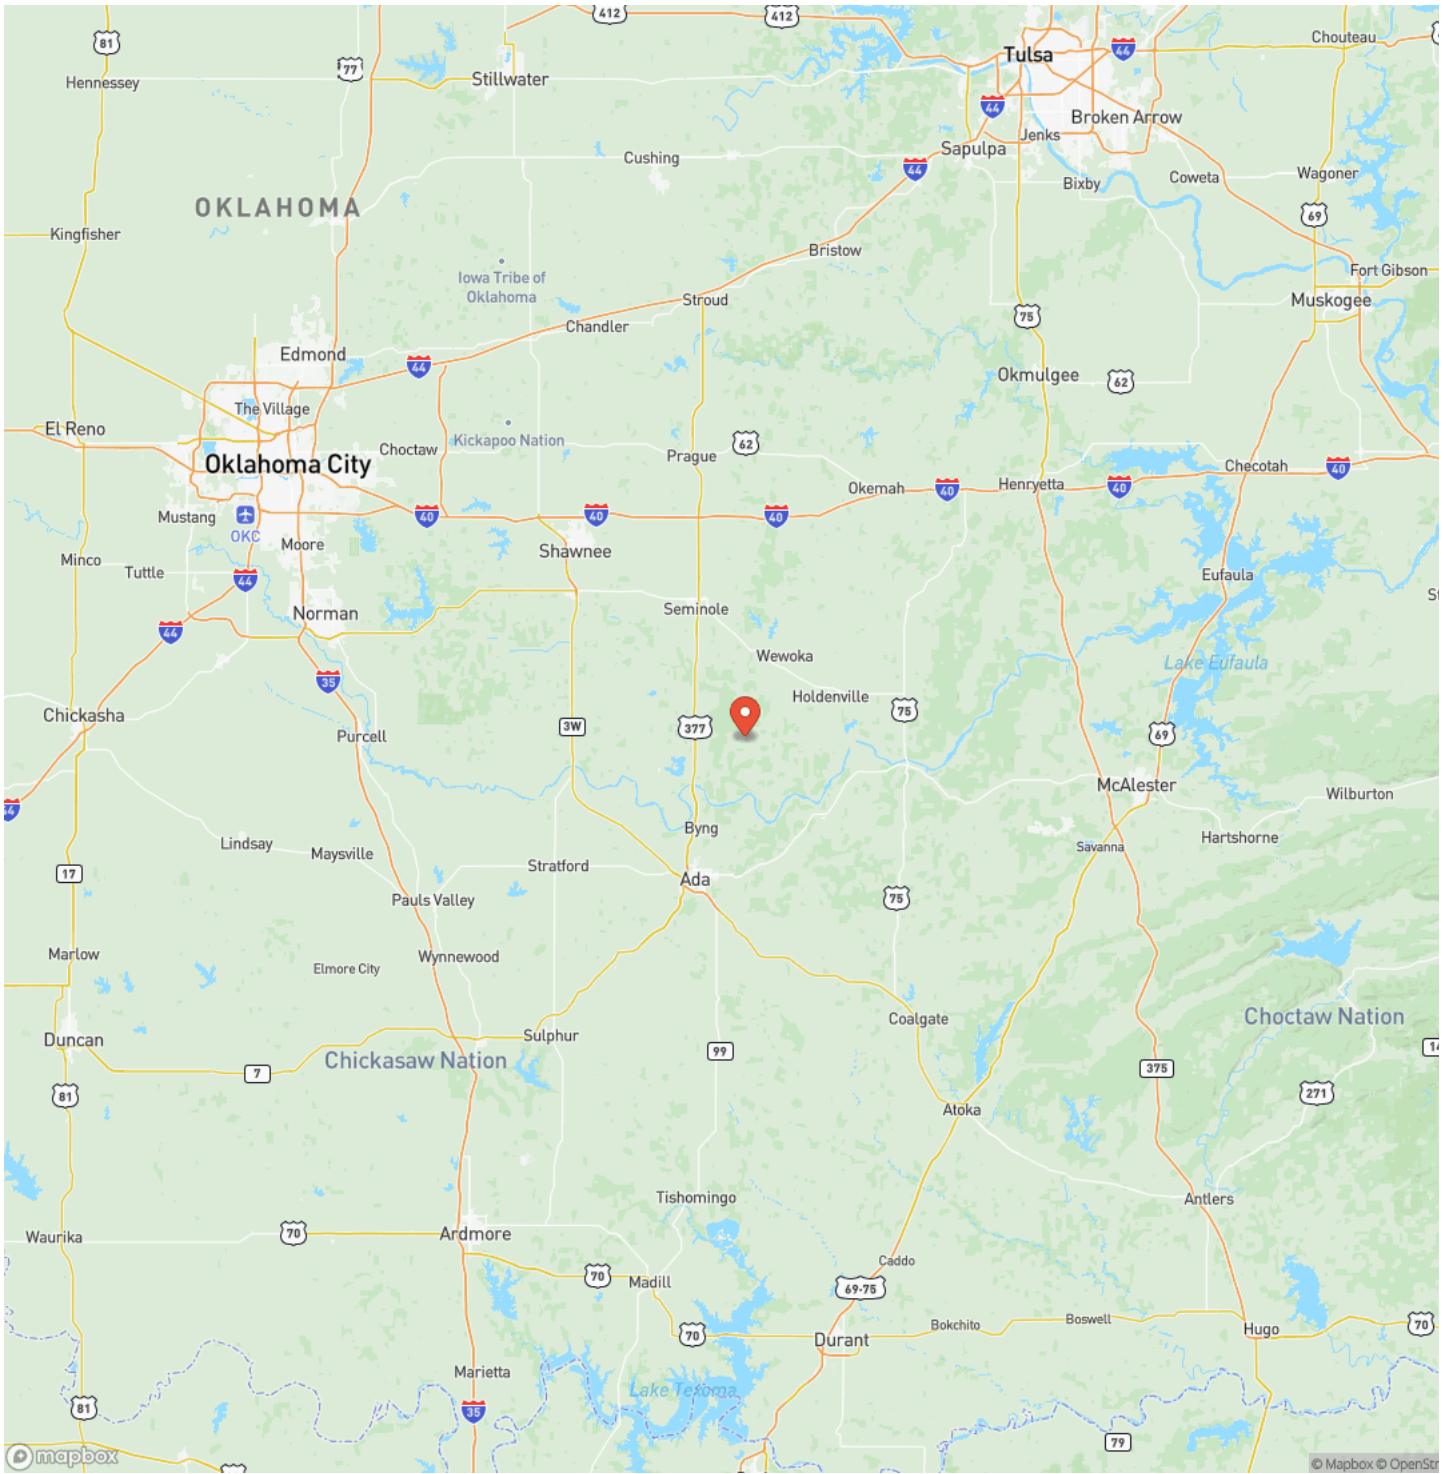 412
412
81
77
Hennessey
Stillwater
Tulsa
44
Chouteau
44
Broken Arrow
Jenks
Sapulpa
Cushing
44
Bixby
Coweta
Wagoner
OKLAHOMA
69
Kingfisher
Bristow
Iowa Tribe of
Oklahoma
Fort Gibson
Stroud
Muskogee
Chandler
75
Edmond
44
Okmulgee
62
The Village
El Reno
Kickapoo Nation
62
Choctaw
Prague
Oklahoma City
Checotah
40
Okemah
40
Henryetta
40
Mustang
OKC
40
40
40
Moore
Shawnee
Minco
Tuttle
44
Eufaula
Norman
Seminole
St
44
Wewoka
Lake Eufaula
35
Holdenville
75
Chickasha
3W
377
Purcell
69
McAlester
44
Wilburton
Byng
Hartshorne
Lindsay
Maysville
Savanna
17
Stratford
Ada
Pauls Valley
75
Marlow
Wynnewood
Elmore City
Coalgate
Choctaw Nation
Duncan
Sulphur
Chickasaw Nation
99
14
7
375
81
271
Atoka
Tishomingo
Antlers
Waurika
70
Ardmore
Caddo
70
Madill
69-75
70
Durant
Bokchito
Boswell
Hugo
70
Marietta
Lake Texoma
81
35
79
mapbox
© Mapbox © OpenStr